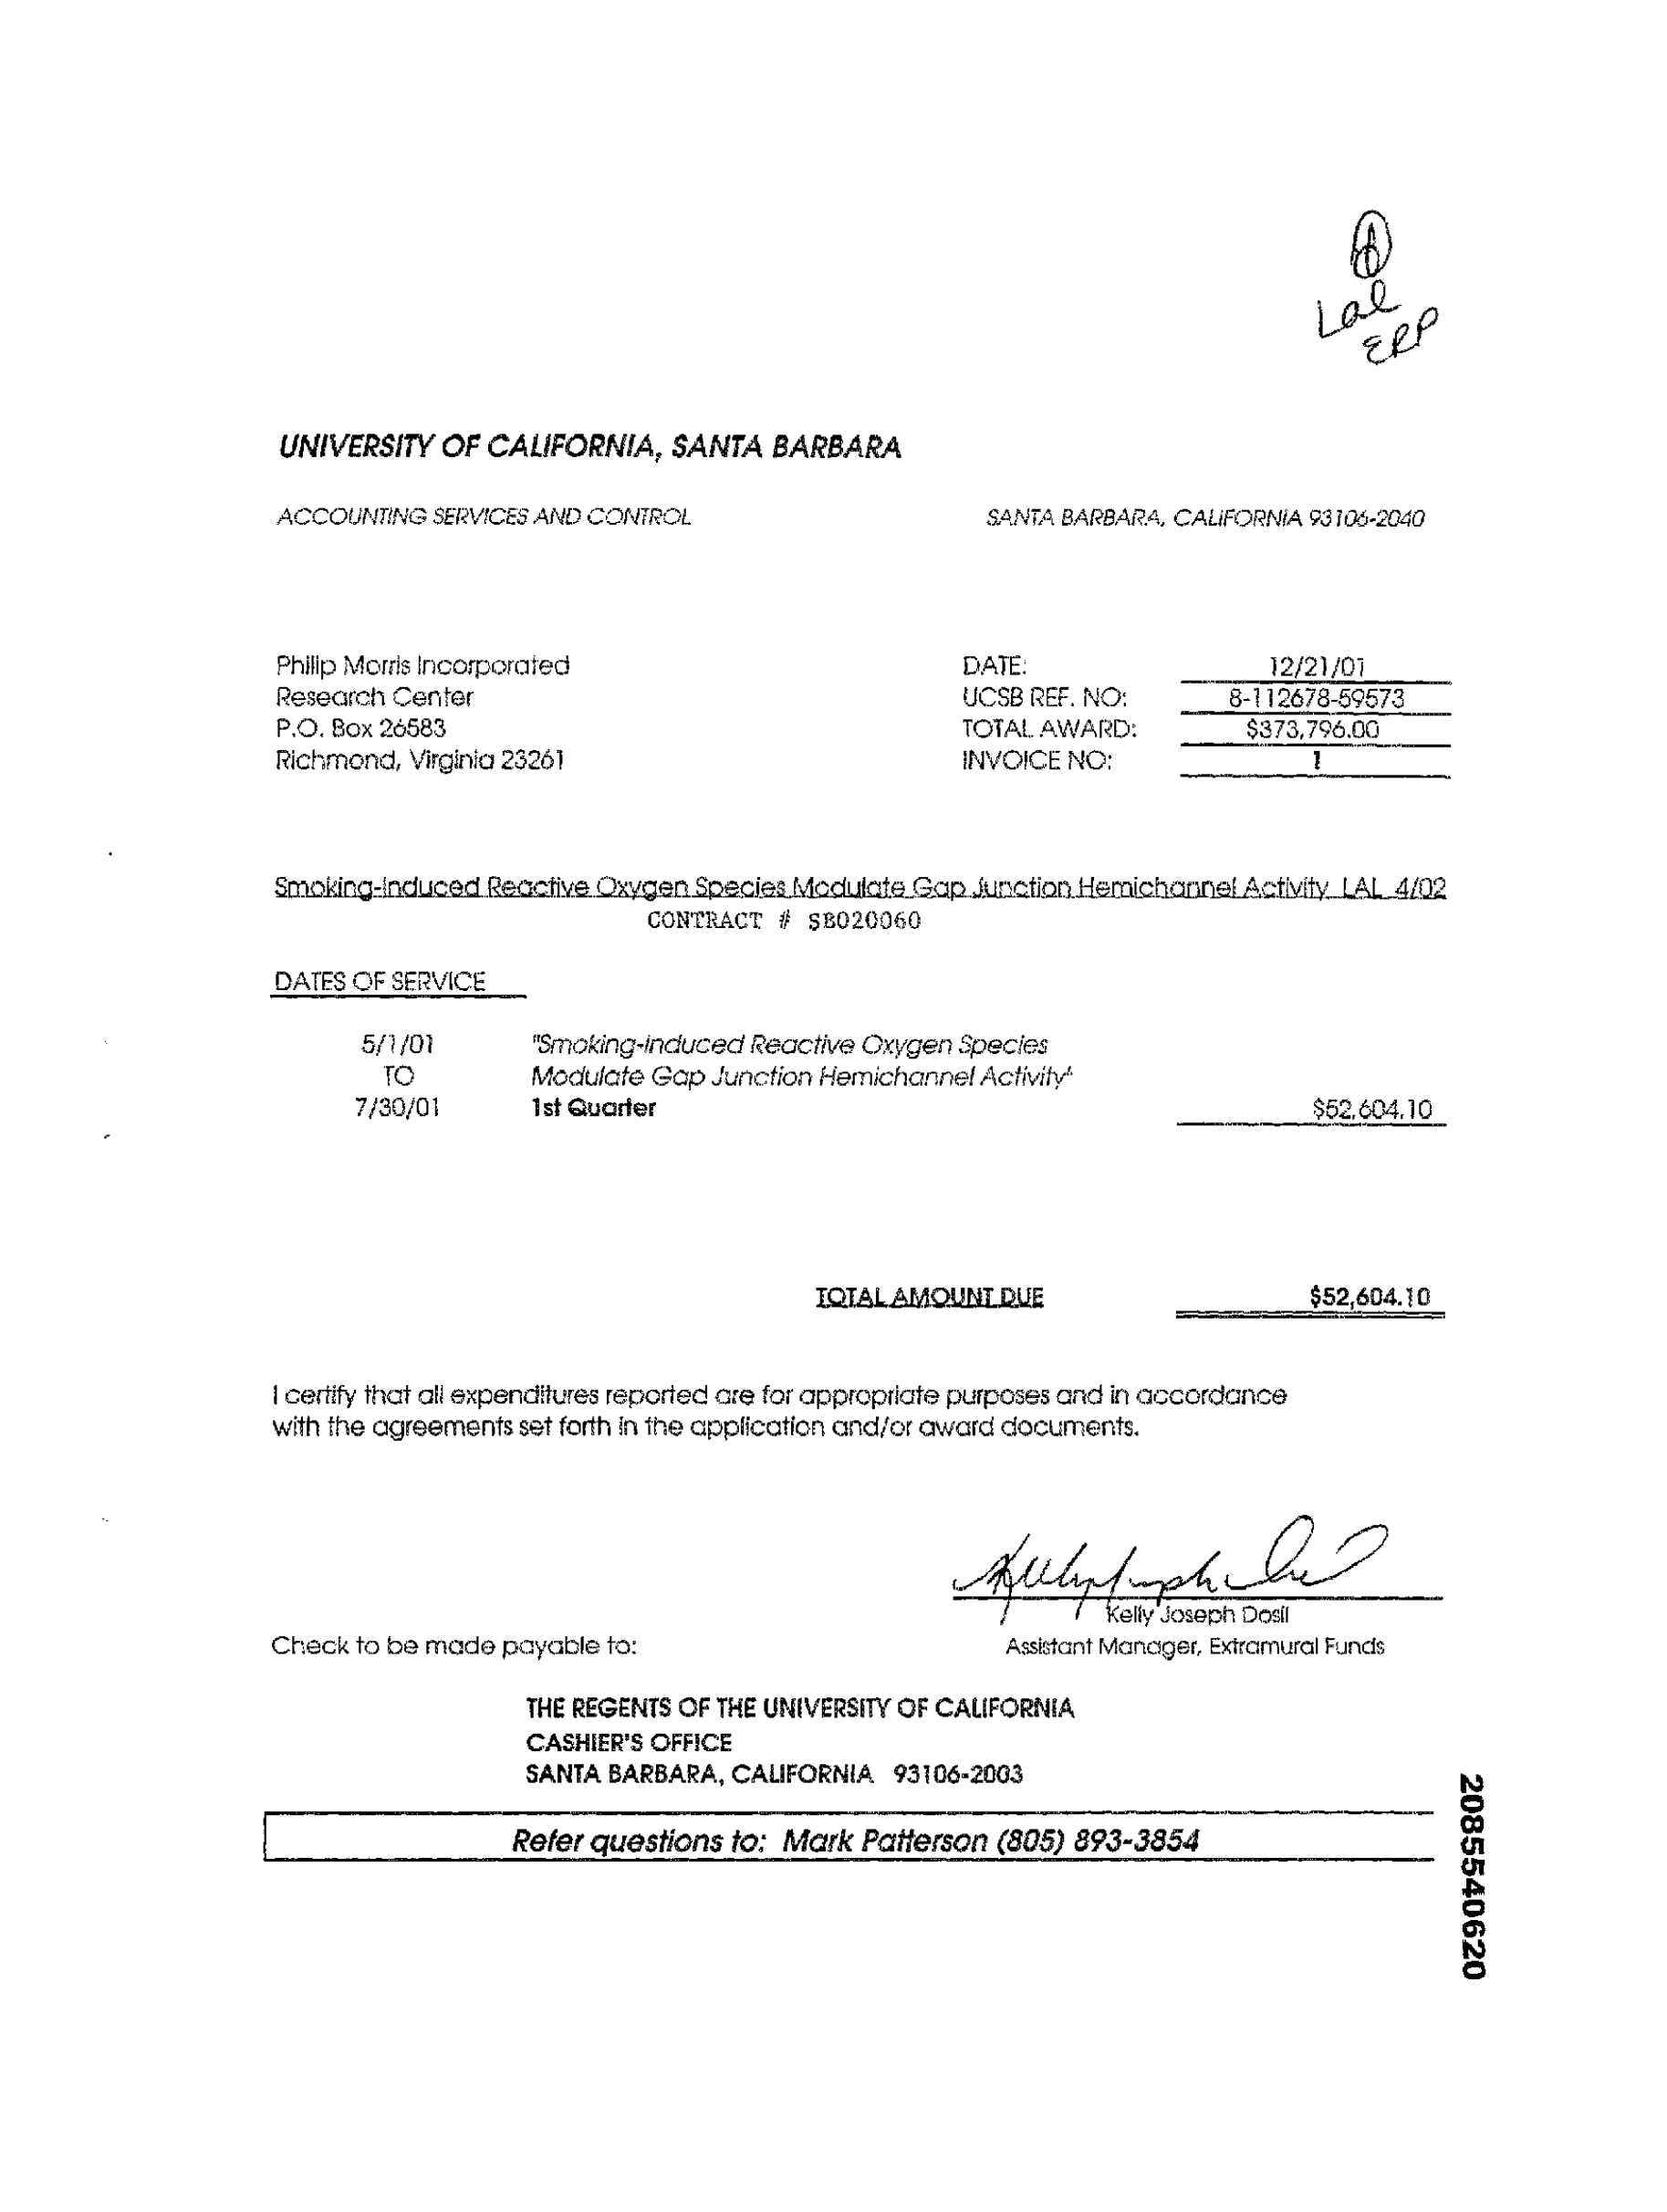 Lal
ERP
UNIVERSITY OF CALIFORNIA, SANTA BARBARA
ACCOUNTING SERVICES AND CONTROL SANTA BARBARA, CALIFORNIA 93106-2040
Philip Morris Incorporated DATE: 12/21/01
Research Center UCSB REF. NO: 8-112678-59573
P.O. Box 26583 TOTAL AWARD: $373,796.00
Richmond, Virginia 23261 INVOICE NO: 1
Smoking-Induced Reactive Oxygen Species Modulate Gap Junction Hemichannel Activity LAL 4/02
CONTRACT # SB020060
DATES OF SERVICE
5/1/01 "Smoking-Induced Reactive Oxygen Species
TO Modulate Gap Junction Hemichannel Activity"
7/30/01 1st Quarter $52,604.10
TOTAL AMOUNT DUE $52,604.10
I certify that all expenditures reported are for appropriate purposes and in accordance
with the agreements set forth in the application and/or award documents.
Kelly Joseph Dosil
Check to be made payable to: Assistant Manager, Extramural Funds
THE REGENTS OF THE UNIVERSITY OF CALIFORNIA
CASHIER'S OFFICE
SANTA BARBARA, CALIFORNIA 93106-2003
Refer questions to: Mark Patterson (805) 893-3854
2085540620